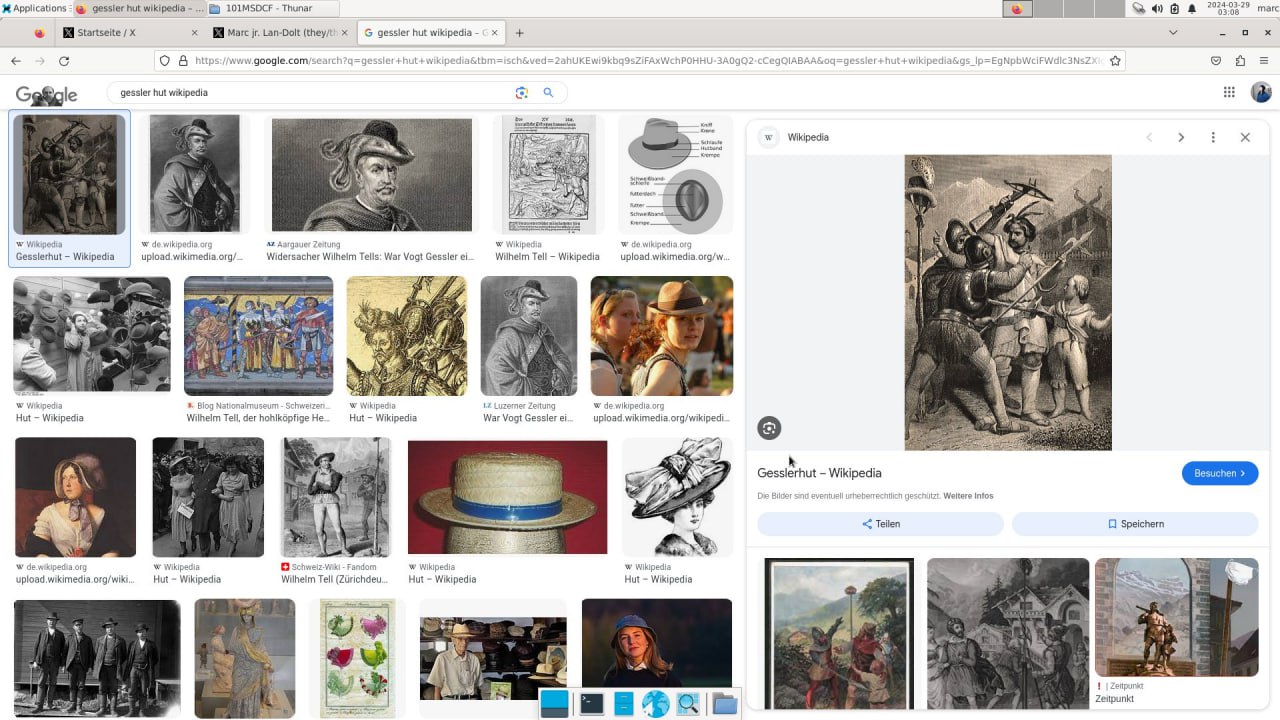 Applications
gessler hut wikipedia – ...
101MSDCF - Thunar
2024-03-29
03:08
marc
Startseite / X
Marc jr. Lan-Dolt (they/th
gessler hut wikipedia – G
https://www.google.com/search?q=gessler+hut+wikipedia&tbm=isch&ved=2ahUKEwi9kbq9sZiFAxWchP0HHU-3A0gQ2-cCegQIABAA&oq=gessler+hut+wikipedia&gs_lp=EgNpbWciFWdlc3NsZXIg
gessler hut wikipedia
Wikipedia
Gesslerhut – Wikipedia
de.wikipedia.org
upload.wikimedia.org/...
Aargauer Zeitung
Widersacher Wilhelm Tells: War Vogt Gessler ei...
Wikipedia
Wilhelm Tell – Wikipedia
Kniff
Krone
Schlaufe
Hutband
Krempe
Schweißband-
schleife
Futterdach
Futter
Schweißband
Krempe
de.wikipedia.org
upload.wikimedia.org/w...
Wikipedia
Hut – Wikipedia
Blog Nationalmuseum - Schweizeri...
Wilhelm Tell, der hohlköpfige He...
Wikipedia
Hut – Wikipedia
LZ Luzerner Zeitung
War Vogt Gessler ei...
de.wikipedia.org
upload.wikimedia.org/wikipedi...
de.wikipedia.org
upload.wikimedia.org/wiki...
Wikipedia
Hut – Wikipedia
Schweiz-Wiki - Fandom
Wilhelm Tell (Zürichdeu...
Wikipedia
Hut – Wikipedia
Wikipedia
Hut – Wikipedia
Wikipedia
Gesslerhut – Wikipedia
Besuchen
Die Bilder sind eventuell urheberrechtlich geschützt. Weitere Infos
Teilen
Speichern
| Zeitpunkt
Zeitpunkt